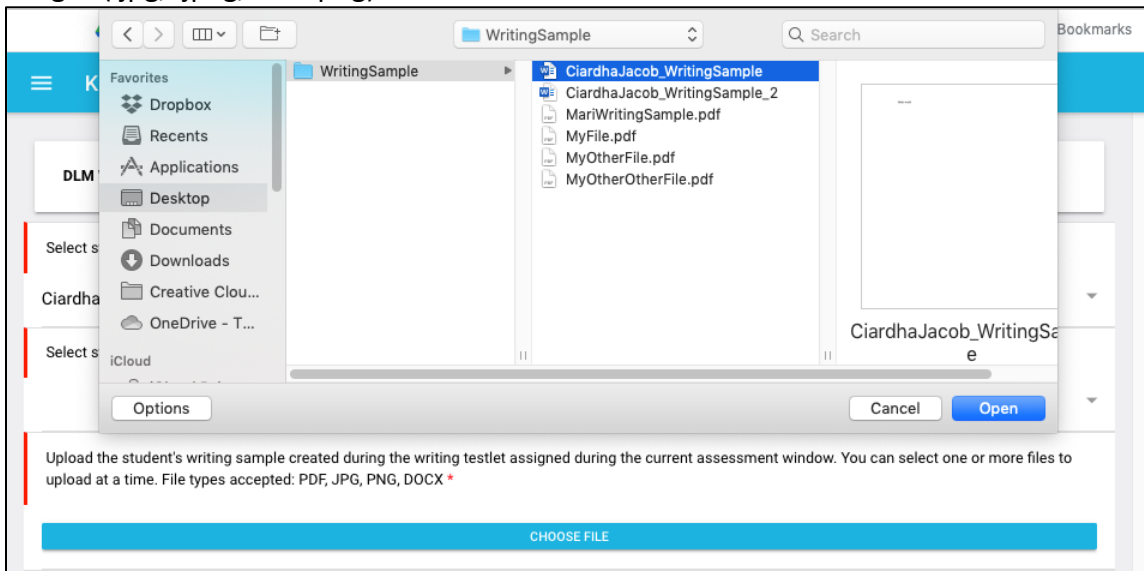 WritingSample
Search
Bookmarks
K
Favorites
Dropbox
Recents
Applications
Desktop
Documents
Downloads
Creative Clou...
OneDrive - T...
iCloud
WritingSample
CiardhaJacob_WritingSample
CiardhaJacob_WritingSample_2
MariWritingSample.pdf
MyFile.pdf
MyOtherFile.pdf
MyOtherOtherFile.pdf
CiardhaJacob_WritingSa
e
DLM
Select s
Ciardha
Select s
Options
Cancel
Open
Upload the student's writing sample created during the writing testlet assigned during the current assessment window. You can select one or more files to
upload at a time. File types accepted: PDF, JPG, PNG, DOCX *
CHOOSE FILE